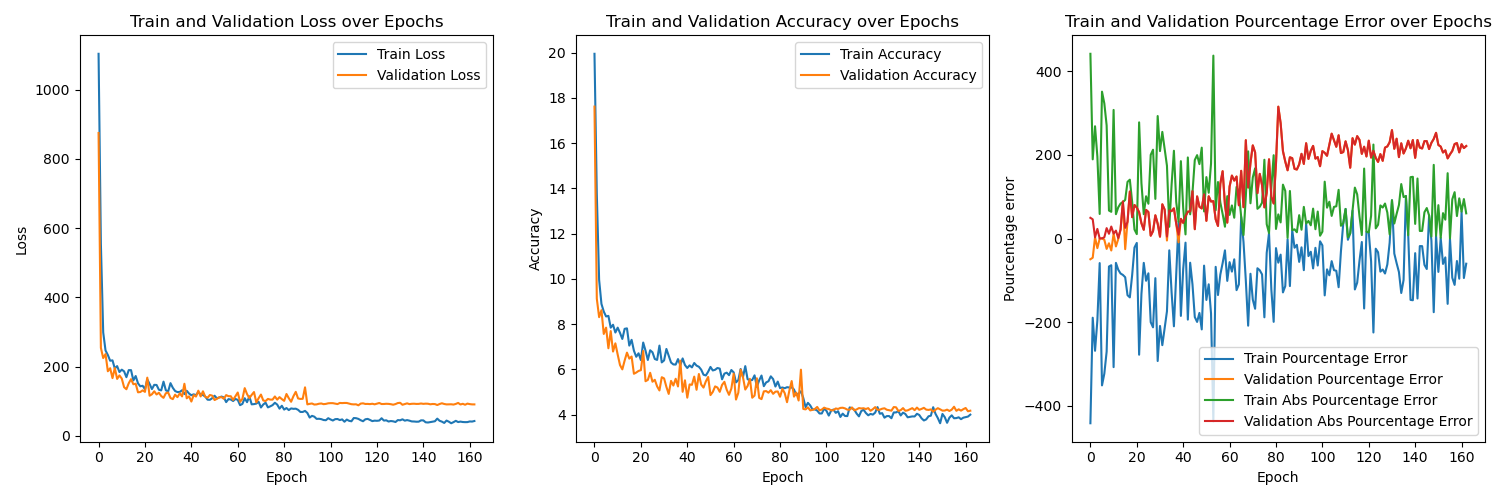 Train and Validation Loss over Epochs
Train Loss
Validation Loss
Loss
1000
800
600
400
200
0
0 20 40 60 80 100 120 140 160
Epoch
Train and Validation Accuracy over Epochs
Train Accuracy
Validation Accuracy
Accuracy
20
18
16
14
12
10
8
6
4
0 20 40 60 80 100 120 140 160
Epoch
Train and Validation Pourcentage Error over Epochs
Pourcentage error
400
200
0
−200
−400
Train Pourcentage Error
Validation Pourcentage Error
Train Abs Pourcentage Error
Validation Abs Pourcentage Error
0 20 40 60 80 100 120 140 160
Epoch